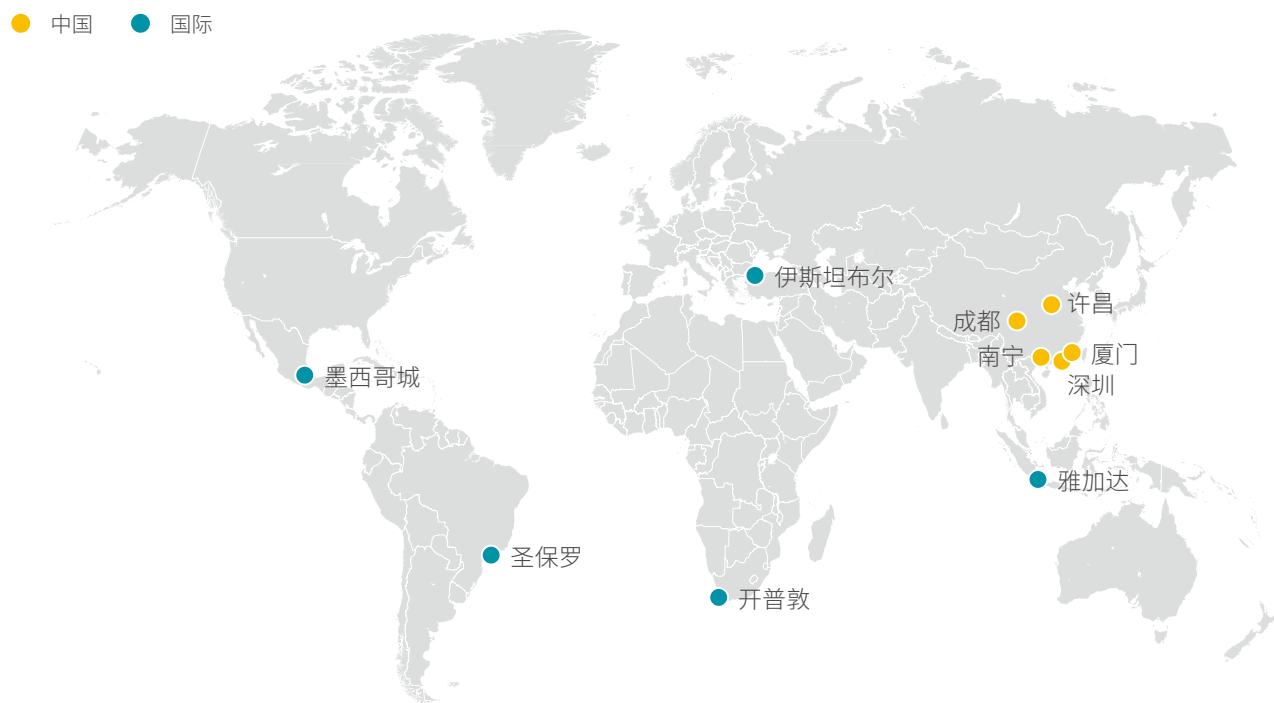 中国 国际
伊斯坦布尔
许昌
成都
厦门
南宁
墨西哥城
深圳
雅加达
圣保罗
开普敦